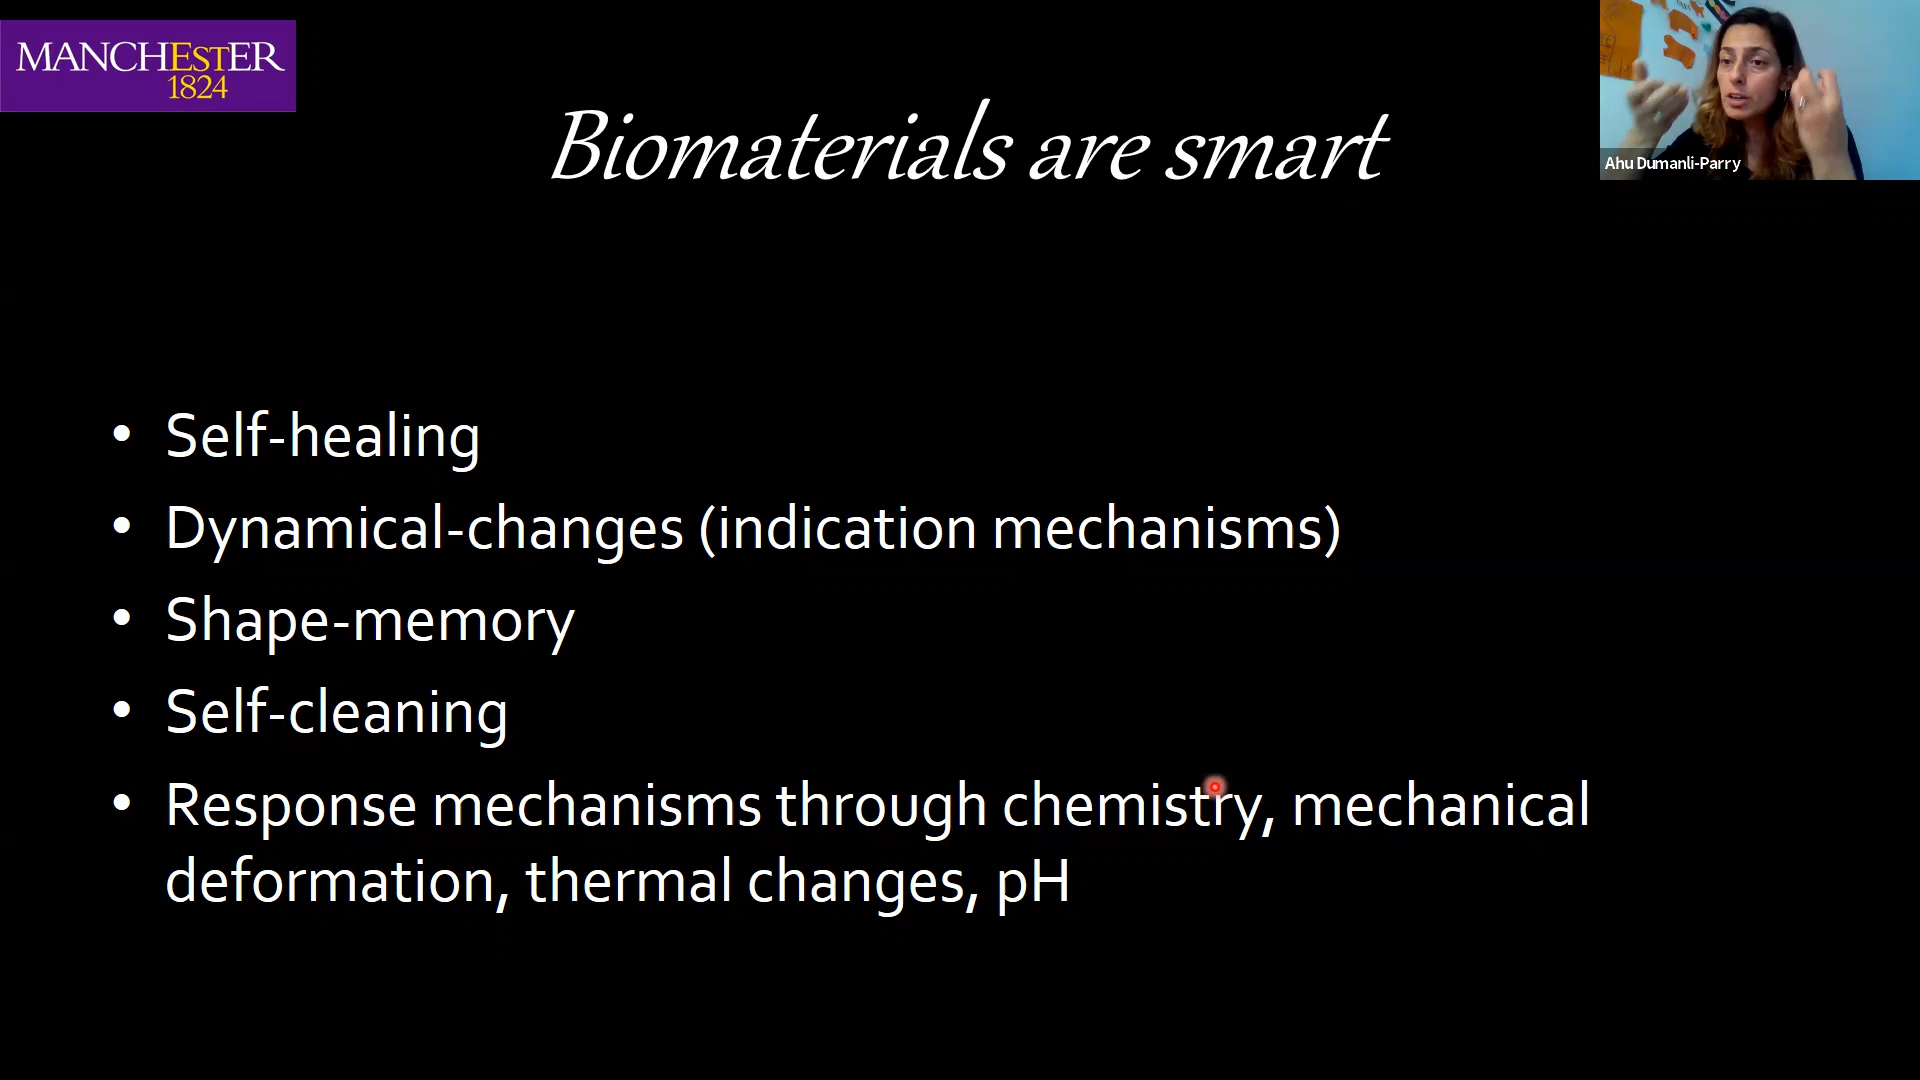 MANCHESTER
1824
Biomaterials are smart
Ahu Dumanli-Parry
• Self-healing
• Dynamical-changes (indication mechanisms)
• Shape-memory
• Self-cleaning
• Response mechanisms through chemistry, mechanical
deformation, thermal changes, pH